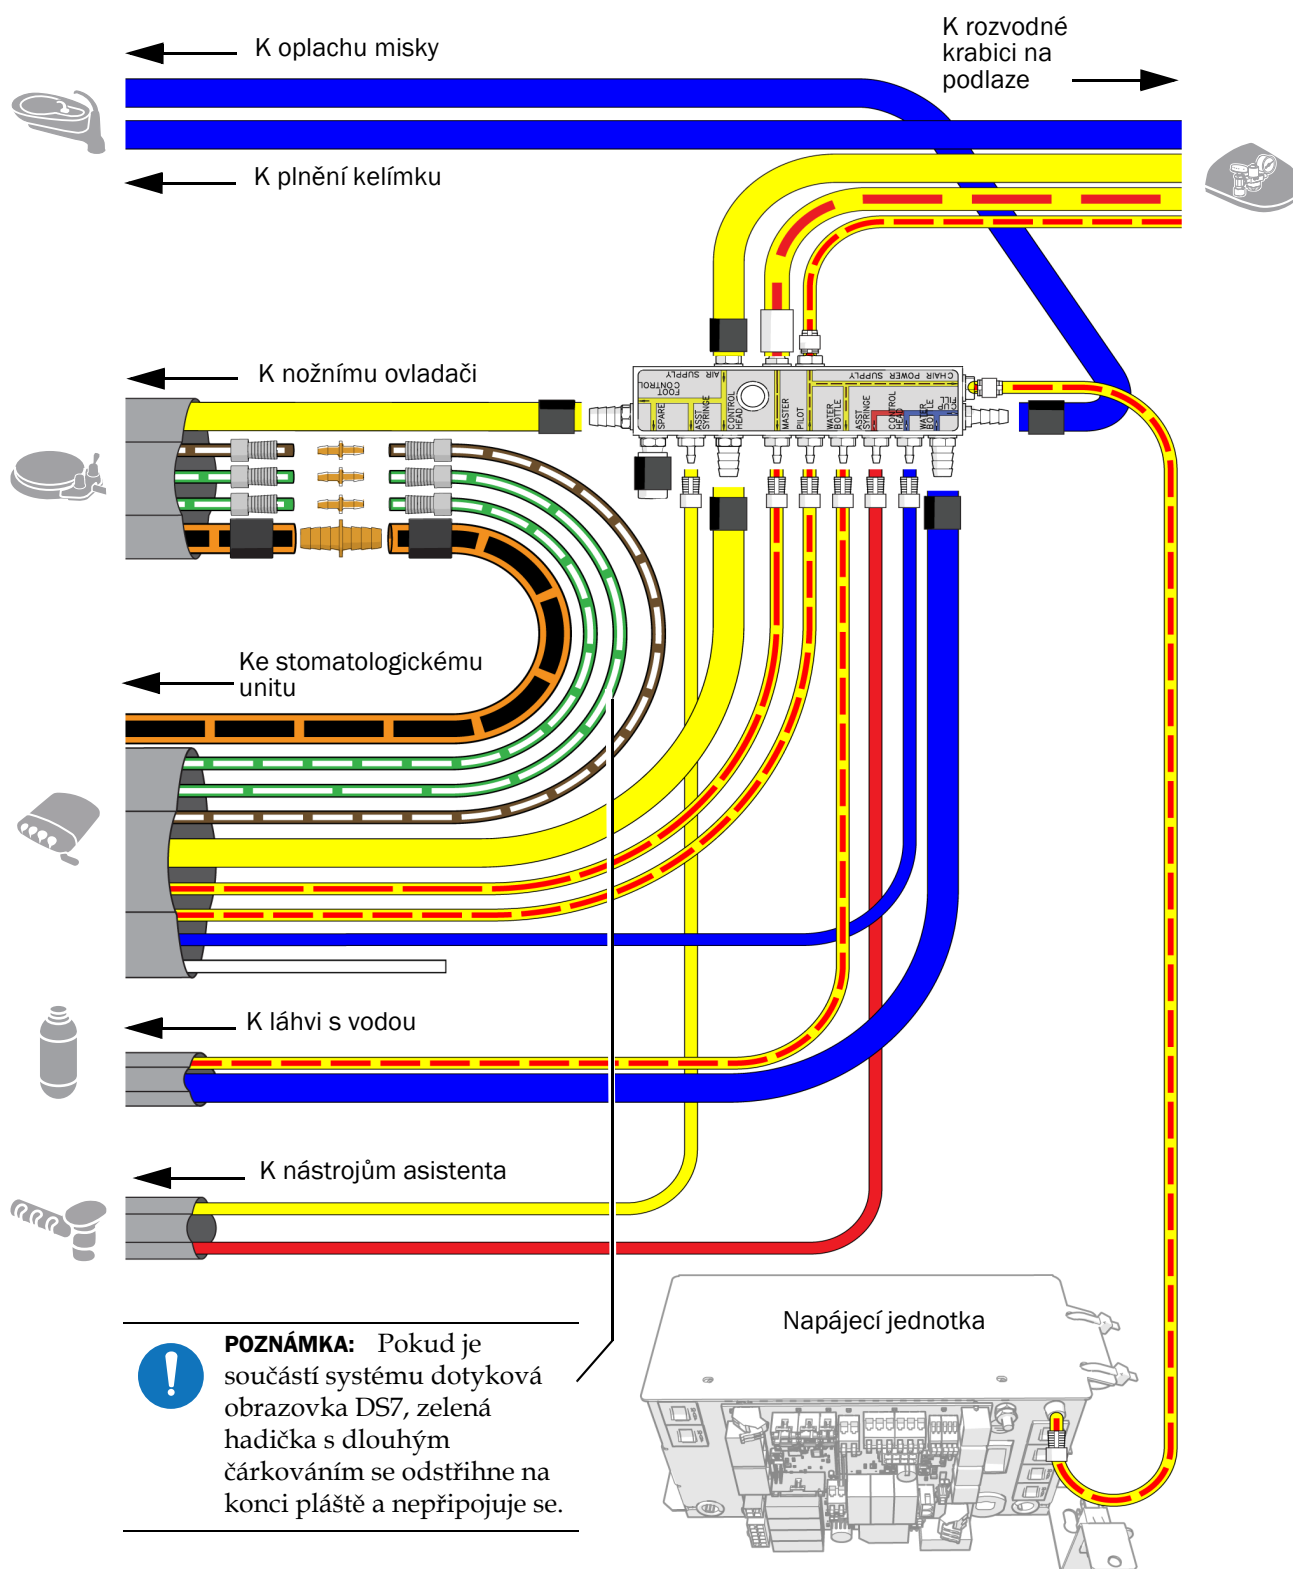 K oplachu misky
K rozvodné
krabici na
podlaze
K plnění kelímku
K nožnímu ovladači
AIR SUPPLY
CHAIR POWER SUPPLY
FOOT
CONTROL
CUP
FILL
SPARE
ASST
SYRINGE
CONTROL
HEAD
MASTER
PILOT
WATER
BOTTLE
ASST
SYRINGE
CONTROL
HEAD
WATER
BOTTLE
Ke stomatologickému
unitu
K láhvi s vodou
K nástrojům asistenta
Napájecí jednotka
POZNÁMKA: Pokud je
součástí systému dotyková
obrazovka DS7, zelená
hadička s dlouhým
čárkováním se odstřihne na
konci pláště a nepřipojuje se.